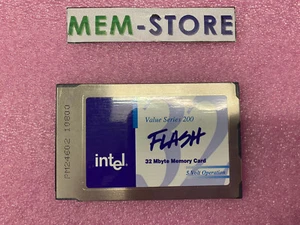 MEM-STORE
Value Series 200
FLASH
intel
32 Mbyte Memory Card
5 Volt Operation